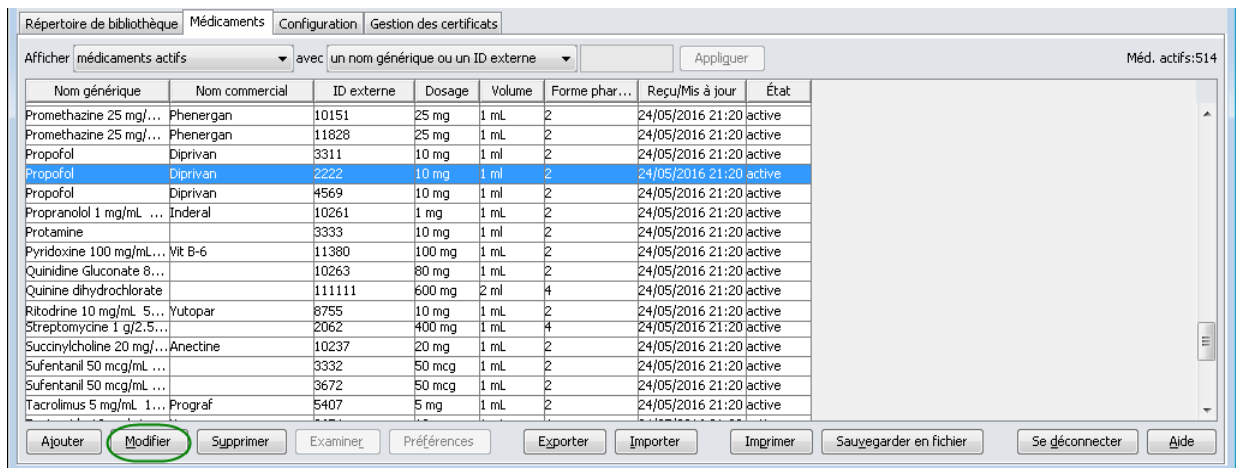 Répertoire de bibliothèque Médicaments Configuration Gestion des certificats
Afficher médicaments actifs avec un nom générique ou un ID externe Appliquer Méd. actifs:514
Nom générique Nom commercial ID externe Dosage Volume Forme phar... Reçu/Mis à jour État
Promethazine 25 mg/... Phenergan 10151 25 mg 1 mL 2 24/05/2016 21:20 active
Promethazine 25 mg/... Phenergan 11828 25 mg 1 mL 2 24/05/2016 21:20 active
Propofol Diprivan 3311 10 mg 1 ml 2 24/05/2016 21:20 active
Propofol Diprivan 2222 10 mg 1 ml 2 24/05/2016 21:20 active
Propofol Diprivan 4569 10 mg 1 ml 2 24/05/2016 21:20 active
Propranolol 1 mg/mL ... Inderal 10261 1 mg 1 mL 2 24/05/2016 21:20 active
Protamine 3333 10 mg 1 ml 2 24/05/2016 21:20 active
Pyridoxine 100 mg/mL... Vit B-6 11380 100 mg 1 mL 2 24/05/2016 21:20 active
Quinidine Gluconate 8... 10263 80 mg 1 mL 2 24/05/2016 21:20 active
Quinine dihydrochlorate 111111 600 mg 2 ml 4 24/05/2016 21:20 active
Ritodrine 10 mg/mL 5... Yutopar 8755 10 mg 1 mL 2 24/05/2016 21:20 active
Streptomycine 1 g/2.5... 2062 400 mg 1 mL 4 24/05/2016 21:20 active
Succinylcholine 20 mg/... Anectine 10237 20 mg 1 mL 2 24/05/2016 21:20 active
Sufentanil 50 mcg/mL ... 3332 50 mcg 1 mL 2 24/05/2016 21:20 active
Sufentanil 50 mcg/mL ... 3672 50 mcg 1 mL 2 24/05/2016 21:20 active
Tacrolimus 5 mg/mL 1... Prograf 5407 5 mg 1 mL 2 24/05/2016 21:20 active
Ajouter Modifier Supprimer Examiner Préférences Exporter Importer Imprimer Sauvegarder en fichier Se déconnecter Aide